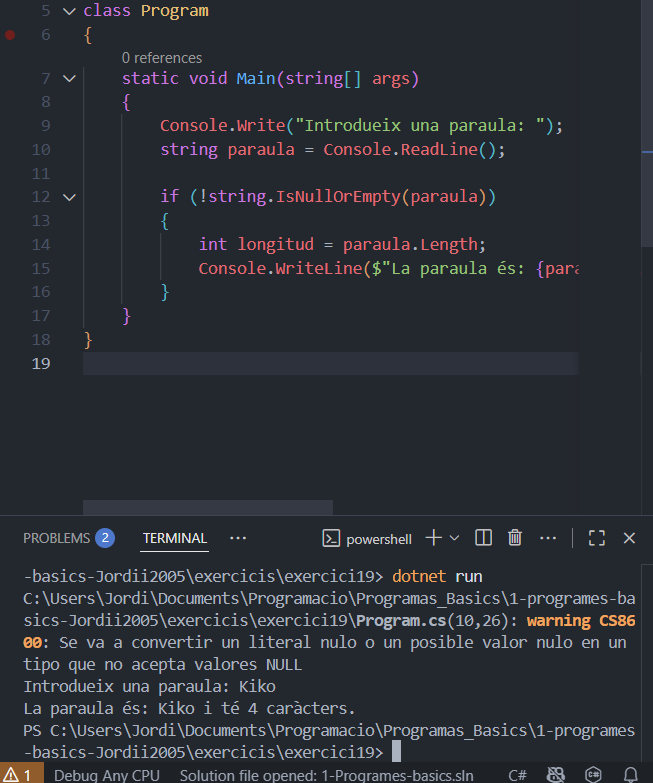 5 class Program
6 {
0 references
7 static void Main(string[] args)
8 {
9 Console.Write("Introdueix una paraula: ");
10 string paraula = Console.ReadLine();
11
12 if (!string.IsNullOrEmpty(paraula))
13 {
14 int longitud = paraula.Length;
15 Console.WriteLine($"La paraula és: {para
16 }
17 }
18 }
19
PROBLEMS 2 TERMINAL ··· powershell ···
-basics-Jordii2005\exercicis\exercici19> dotnet run
C:\Users\Jordi\Documents\Programacio\Programas_Basics\1-programes-ba
sics-Jordii2005\exercicis\exercici19\Program.cs(10,26): warning CS86
00: Se va a convertir un literal nulo o un posible valor nulo en un
tipo que no acepta valores NULL
Introdueix una paraula: Kiko
La paraula és: Kiko i té 4 caràcters.
PS C:\Users\Jordi\Documents\Programacio\Programas_Basics\1-programes
-basics-Jordii2005\exercicis\exercici19>
1 Debug Any CPU Solution file opened: 1-Programes-basics.sln C#